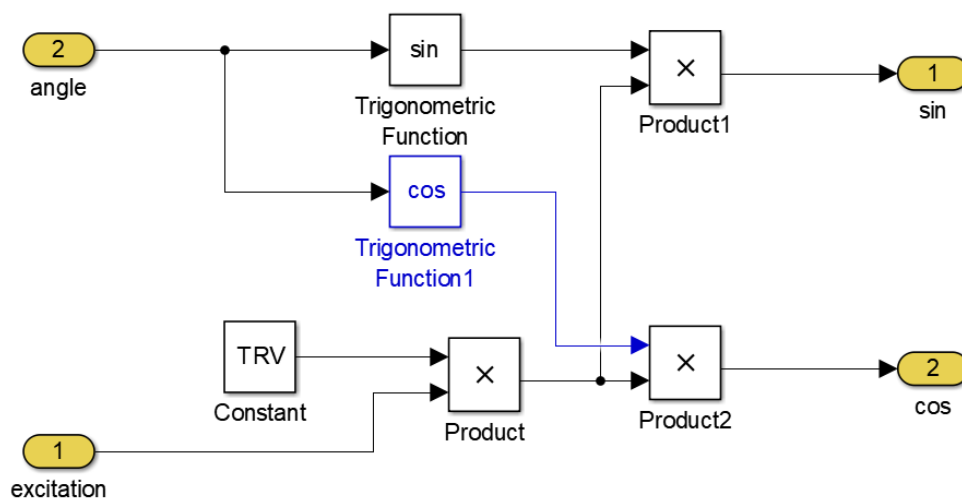 2
angle
sin
Trigonometric
Function
×
Product1
1
sin
cos
Trigonometric
Function1
TRV
Constant
×
Product
×
Product2
2
cos
1
excitation